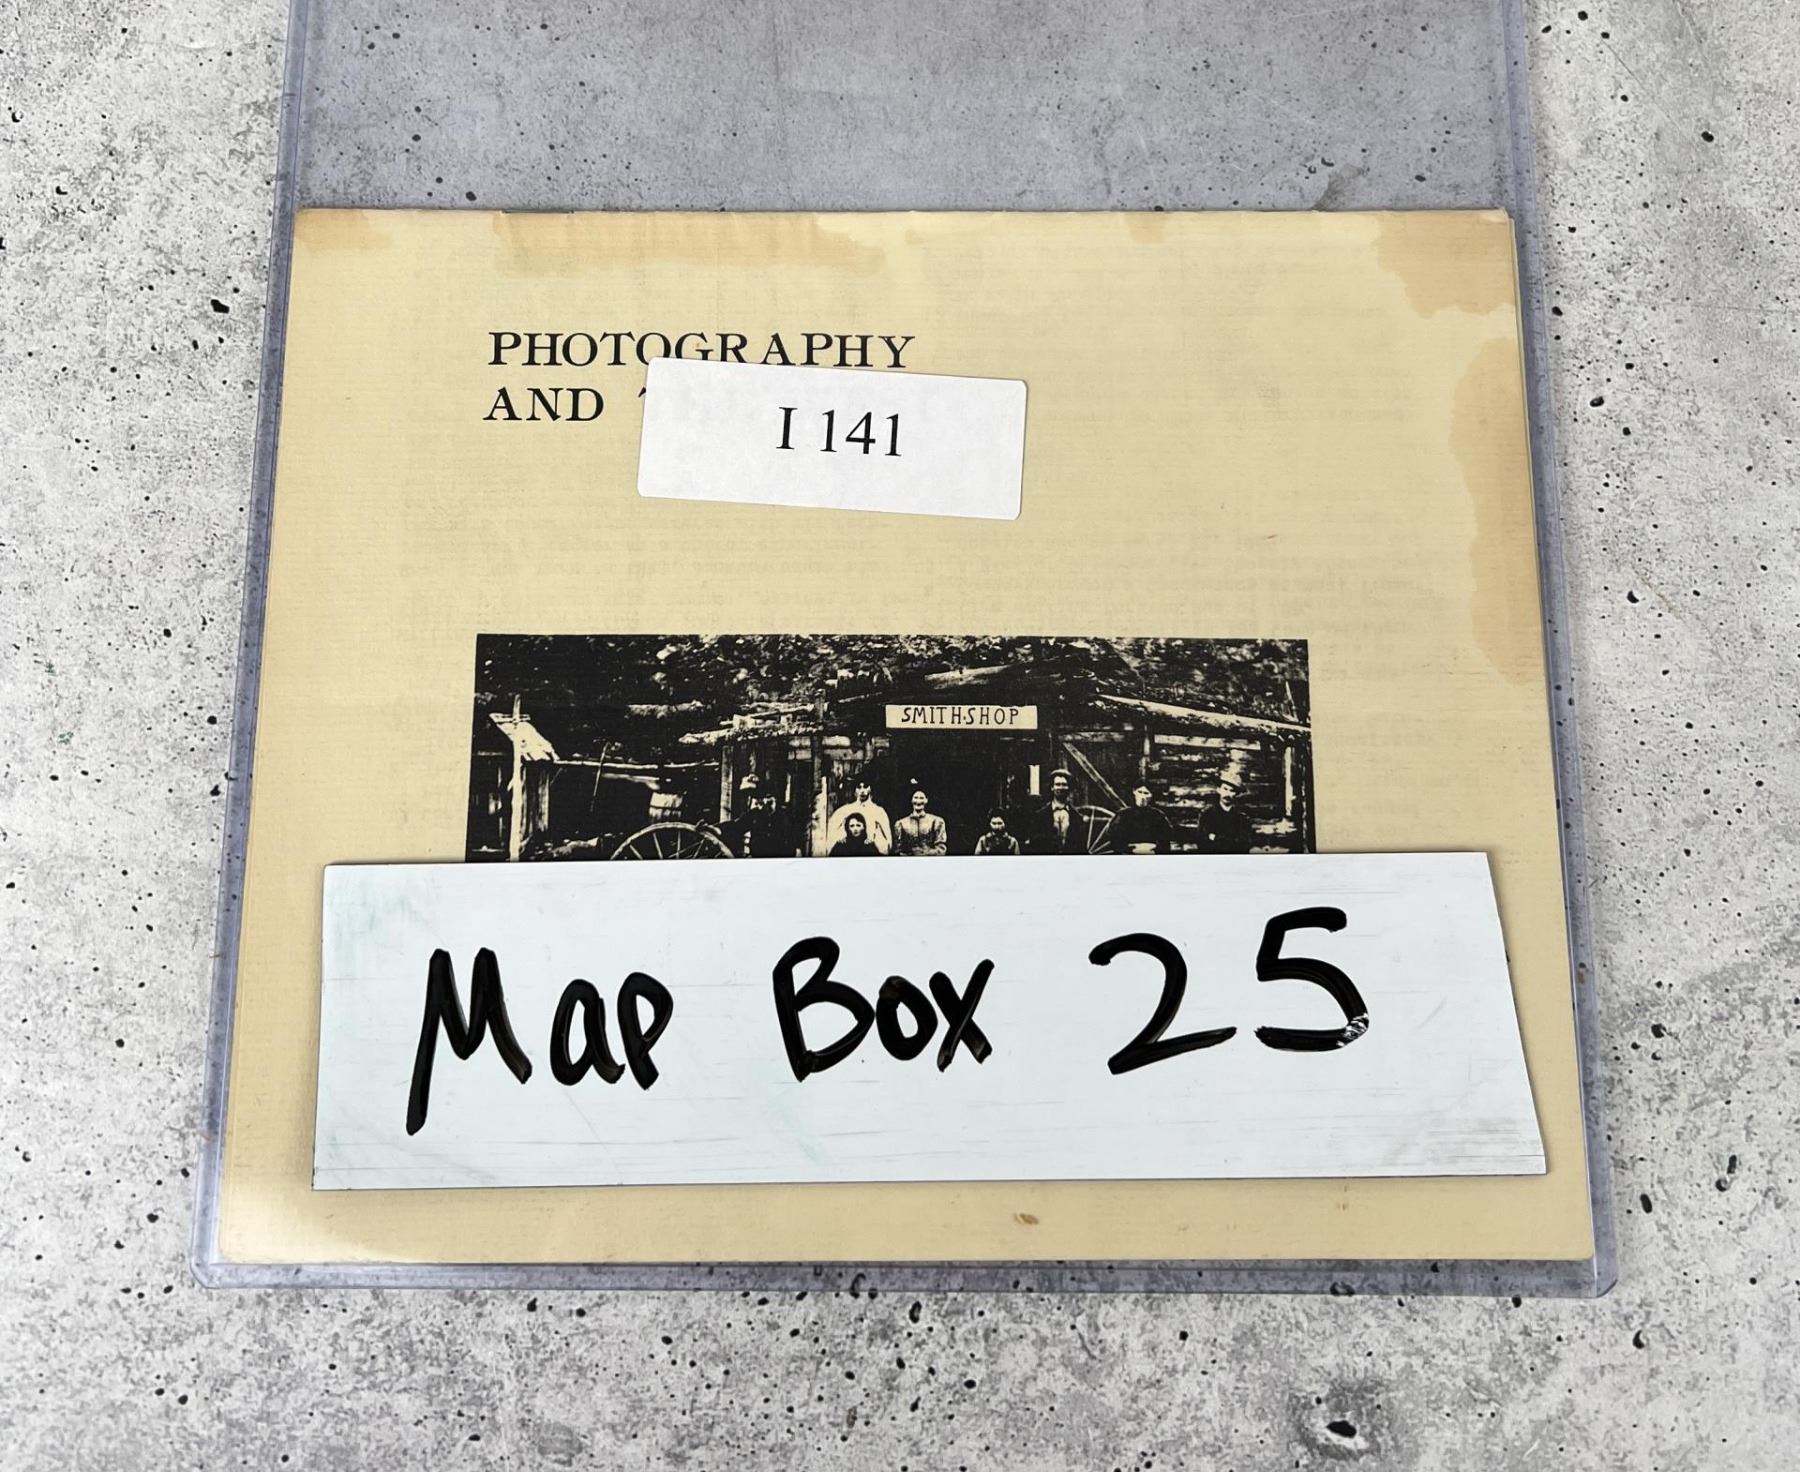 PHOTOGRAPHY
AND
I 141
SMITH-SHOP
Map Box 25